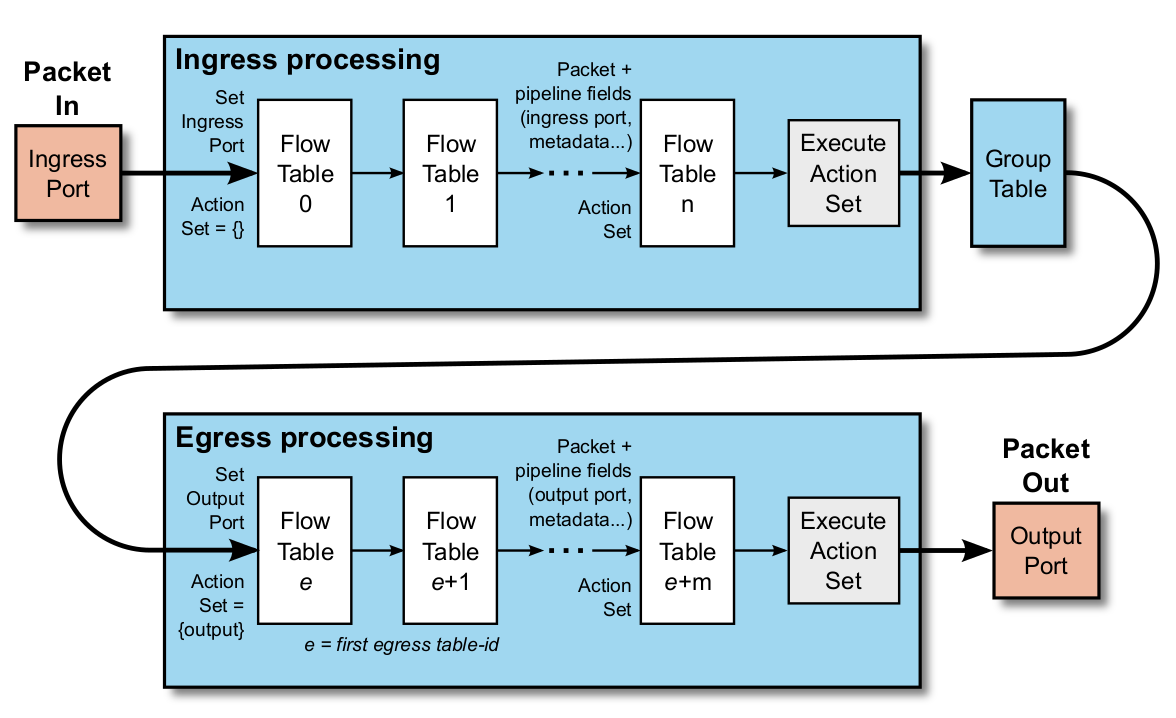 Packet
In
Ingress
Port
Ingress processing
Set
Ingress
Port
Action
Set = {}
Flow
Table
0
Flow
Table
1
Packet +
pipeline fields
(ingress port,
metadata...)
Action
Set
Flow
Table
n
Execute
Action
Set
Group
Table
Egress processing
Set
Output
Port
Action
Set =
{output}
Flow
Table
e
Flow
Table
e+1
e = first egress table-id
Packet +
pipeline fields
(output port,
metadata...)
Action
Set
Flow
Table
e+m
Execute
Action
Set
Packet
Out
Output
Port